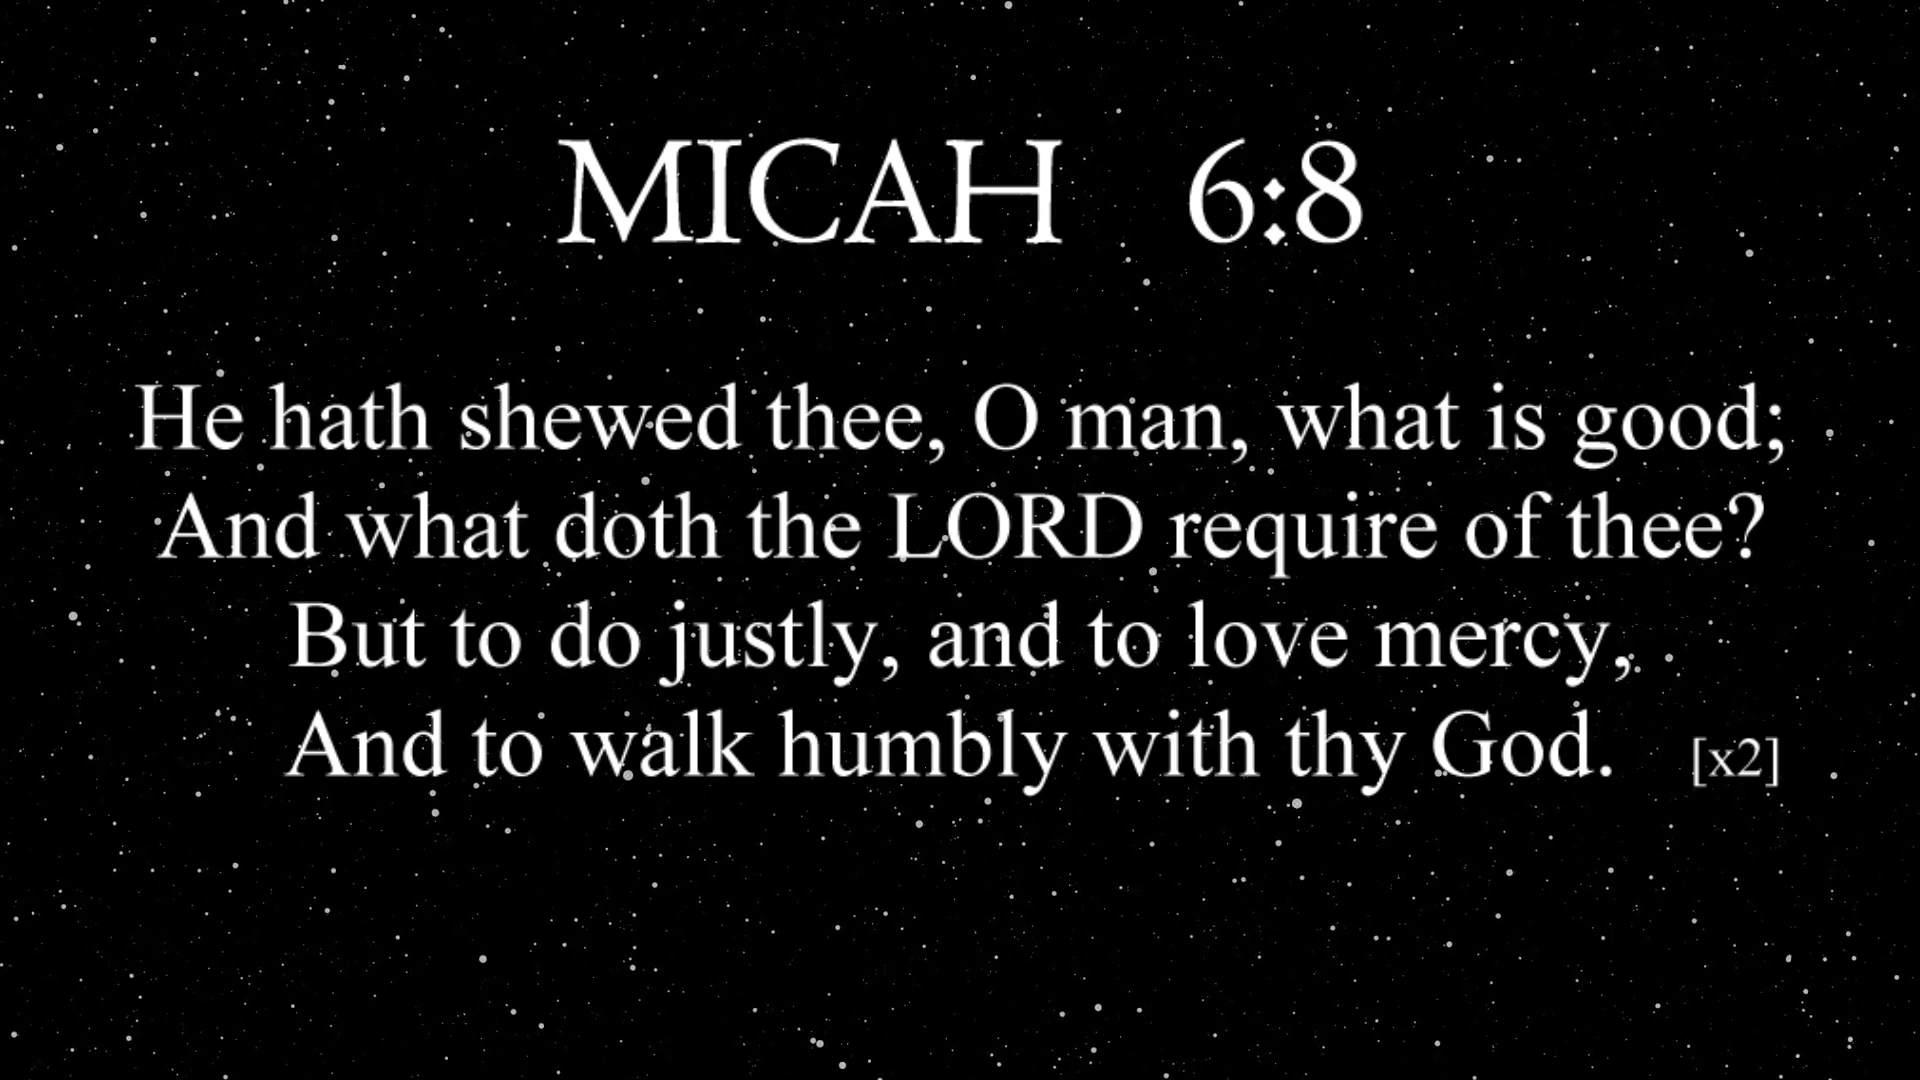 MICAH 6:8
He hath shewed thee, O man, what is good;
And what doth the LORD require of thee?
But to do justly, and to love mercy,
And to walk humbly with thy God. [x2]